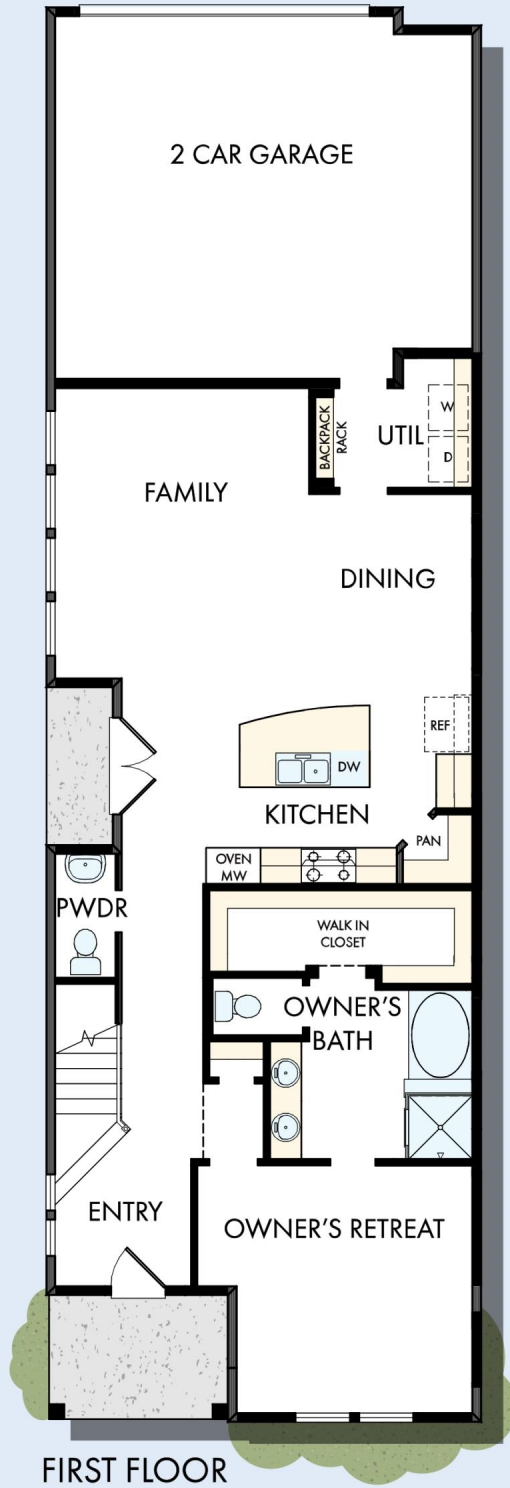 2 CAR GARAGE
BACKPACK
RACK
W
UTIL
D
FAMILY
DINING
REF
DW
KITCHEN
PAN
OVEN
MW
PWDR
WALK IN
CLOSET
OWNER'S
BATH
ENTRY
OWNER'S RETREAT
FIRST FLOOR